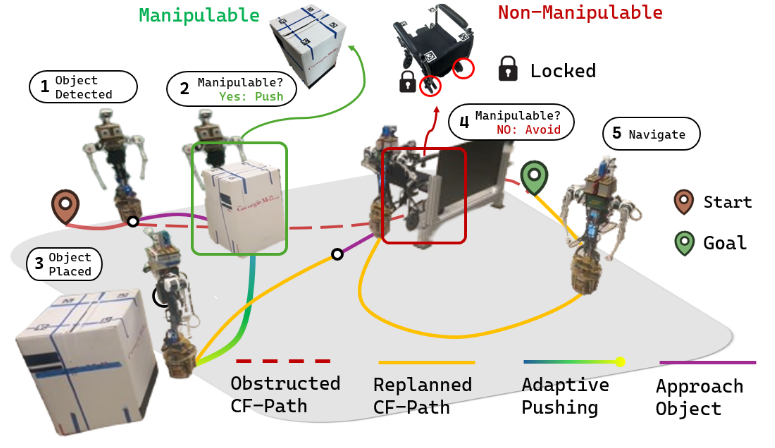 Manipulable
Non-Manipulable
Locked
1 Object
Detected
2 Manipulable?
Yes: Push
4 Manipulable?
NO: Avoid
5 Navigate
Start
Goal
3 Object
Placed
Obstructed
CF-Path
Replanned
CF-Path
Adaptive
Pushing
Approach
Object